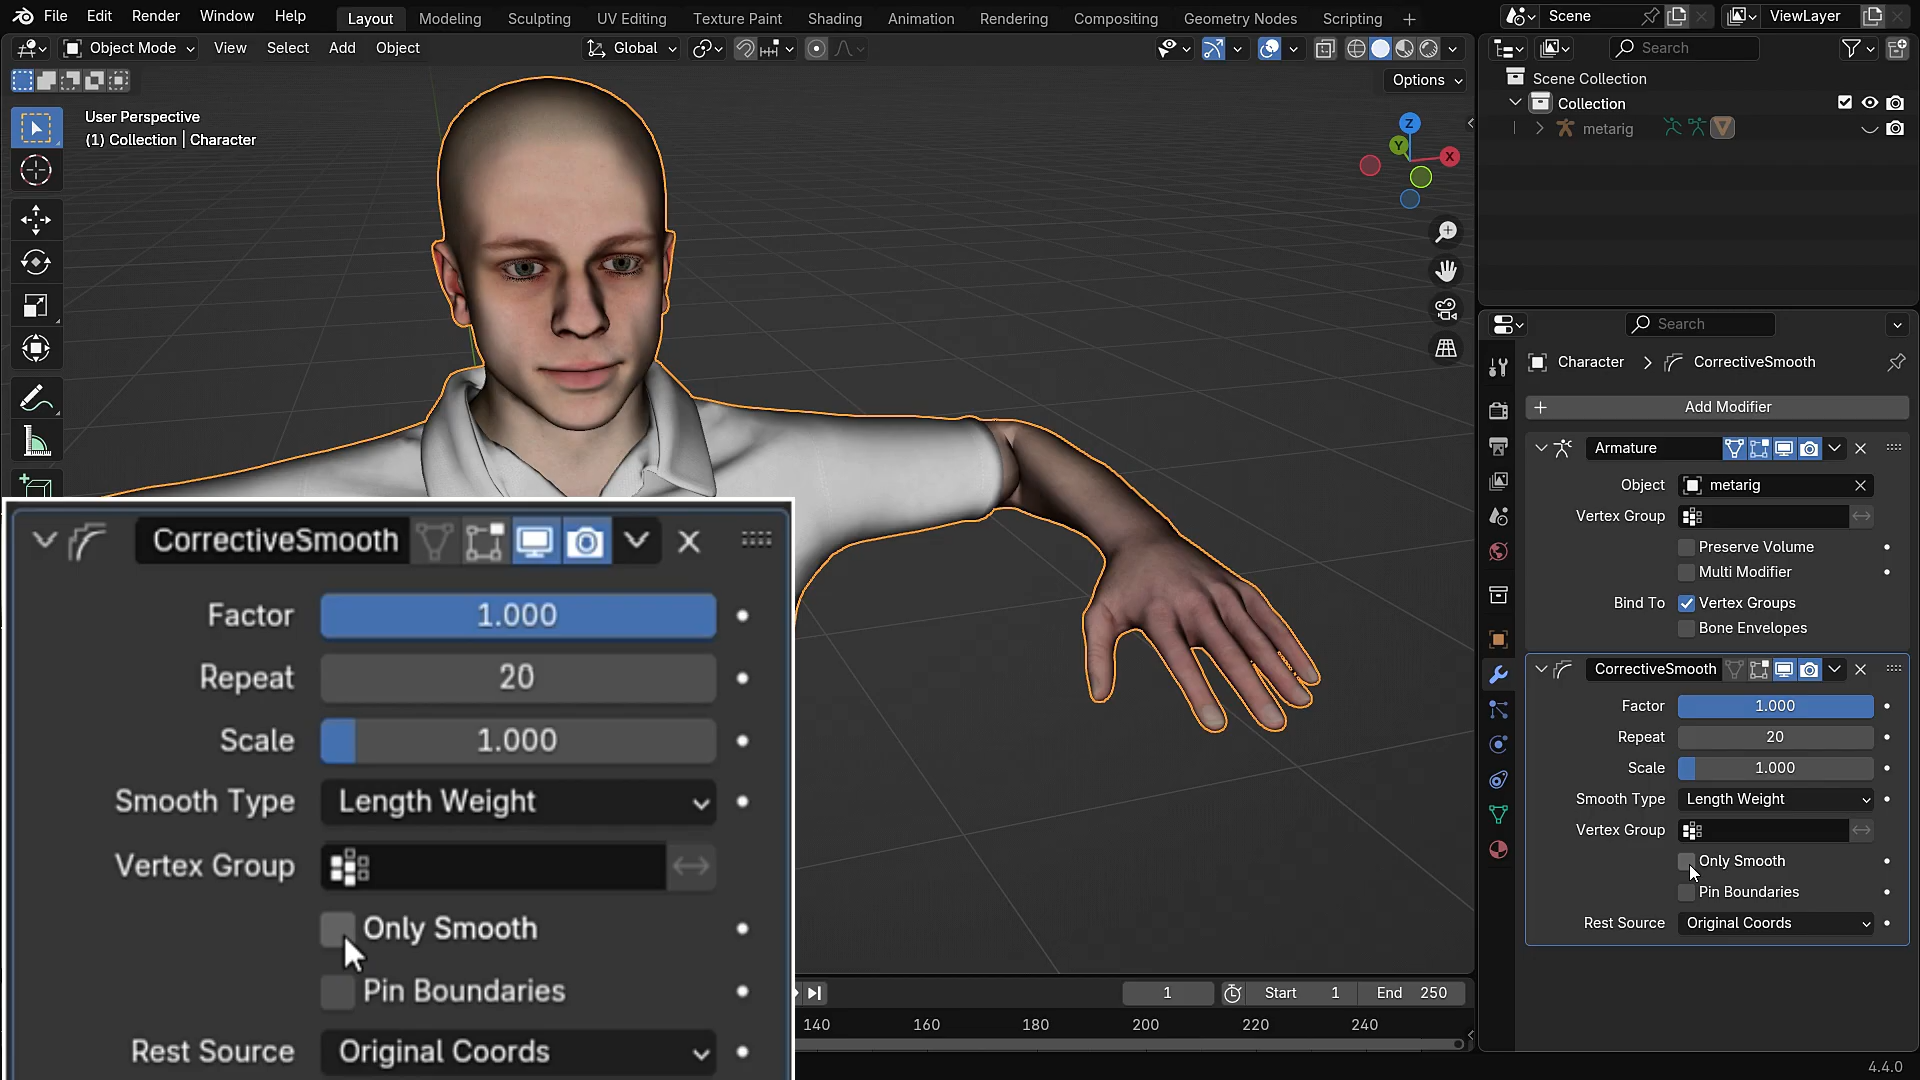 File Edit Render Window Help Layout Modeling Sculpting UV Editing Texture Paint Shading Animation Rendering Compositing Geometry Nodes Scripting + Scene ViewLayer
Object Mode View Select Add Object Global Search
Options
User Perspective
(1) Collection | Character
Z
Y
X
Scene Collection
Collection
metarig
Search
Character > CorrectiveSmooth
+ Add Modifier
Armature
Object metarig
Vertex Group
Preserve Volume
Multi Modifier
Bind To Vertex Groups
Bone Envelopes
CorrectiveSmooth
Factor 1.000
Repeat 20
Scale 1.000
Smooth Type Length Weight
Vertex Group
Only Smooth
Pin Boundaries
Rest Source Original Coords
CorrectiveSmooth
Factor 1.000
Repeat 20
Scale 1.000
Smooth Type Length Weight
Vertex Group
Only Smooth
Pin Boundaries
Rest Source Original Coords
1 Start 1 End 250
140 160 180 200 220 240
4.4.0